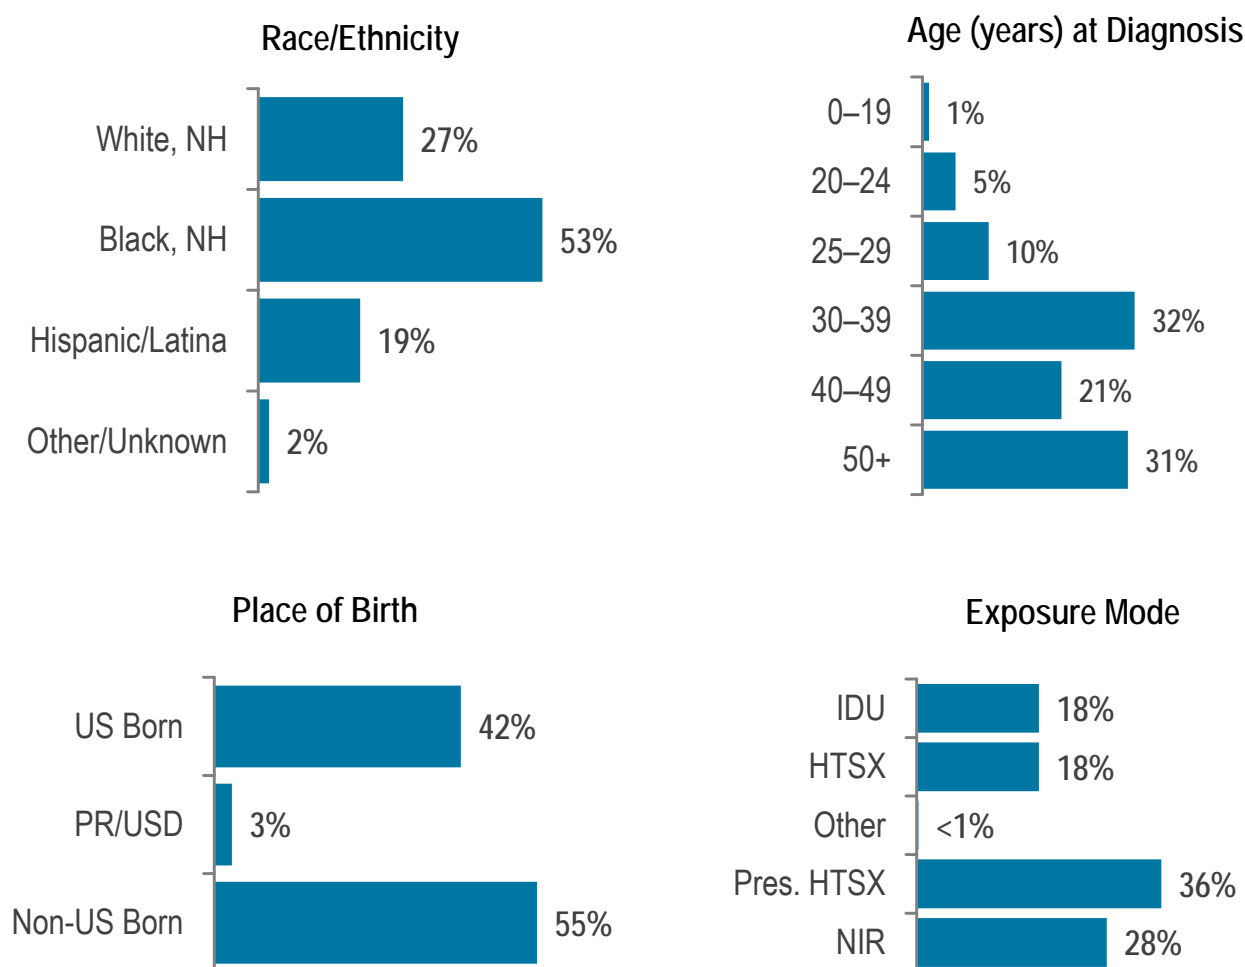 Race/Ethnicity
White, NH 27%
Black, NH 53%
Hispanic/Latina 19%
Other/Unknown 2%
Age (years) at Diagnosis
0–19 1%
20–24 5%
25–29 10%
30–39 32%
40–49 21%
50+ 31%
Place of Birth
US Born 42%
PR/USD 3%
Non-US Born 55%
Exposure Mode
IDU 18%
HTSX 18%
Other <1%
Pres. HTSX 36%
NIR 28%